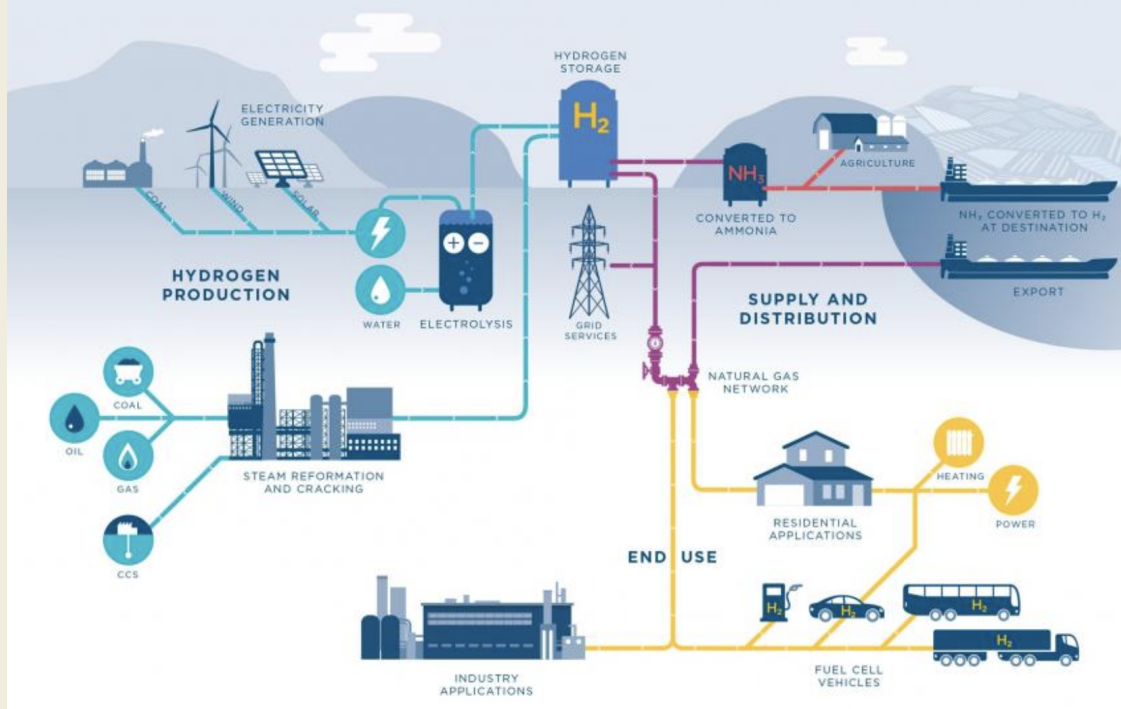 HYDROGEN
STORAGE
H₂
ELECTRICITY
GENERATION
COAL
WIND
SOLAR
AGRICULTURE
NH₃
CONVERTED TO
AMMONIA
NH₃ CONVERTED TO H₂
AT DESTINATION
HYDROGEN
PRODUCTION
+ −
WATER
ELECTROLYSIS
GRID
SERVICES
SUPPLY AND
DISTRIBUTION
EXPORT
NATURAL GAS
NETWORK
COAL
OIL
GAS
STEAM REFORMATION
AND CRACKING
CCS
HEATING
POWER
RESIDENTIAL
APPLICATIONS
END USE
H₂
H₂
H₂
H₂
FUEL CELL
VEHICLES
INDUSTRY
APPLICATIONS